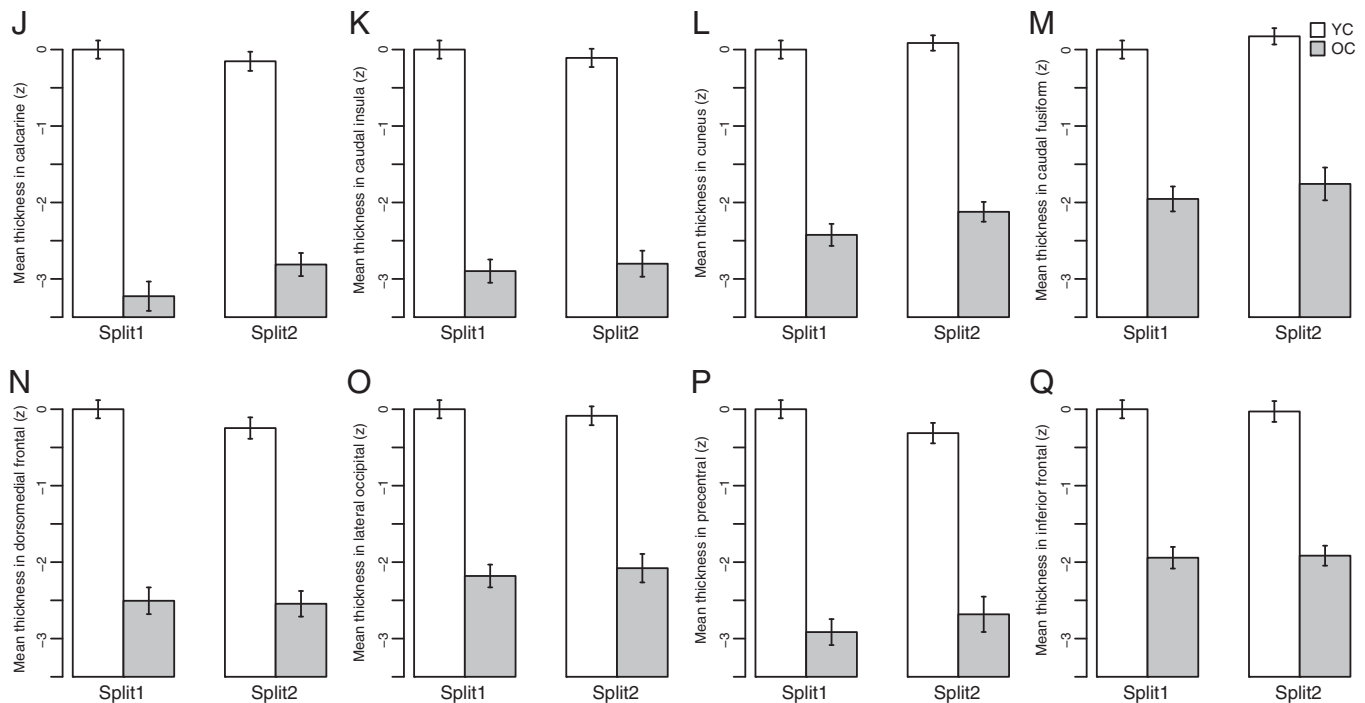 J
Mean thickness in calcarine (z)
0
-1
-2
-3
Split1 Split2
K
Mean thickness in caudal insula (z)
0
-1
-2
-3
Split1 Split2
L
Mean thickness in cuneus (z)
0
-1
-2
-3
Split1 Split2
M
Mean thickness in caudal fusiform (z)
0
-1
-2
-3
Split1 Split2
YC
OC
N
Mean thickness in dorsomedial frontal (z)
0
-1
-2
-3
Split1 Split2
O
Mean thickness in lateral occipital (z)
0
-1
-2
-3
Split1 Split2
P
Mean thickness in precentral (z)
0
-1
-2
-3
Split1 Split2
Q
Mean thickness in inferior frontal (z)
0
-1
-2
-3
Split1 Split2